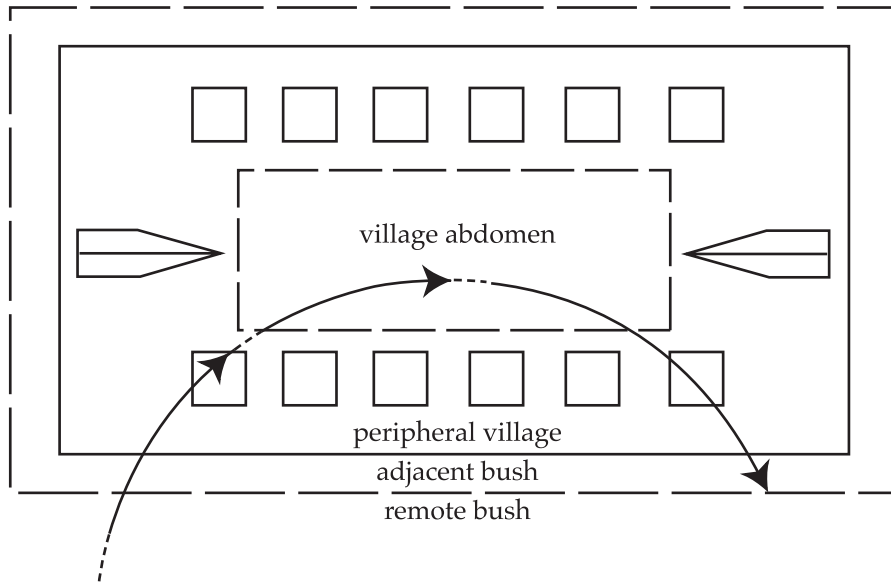 village abdomen
peripheral village
adjacent bush
remote bush